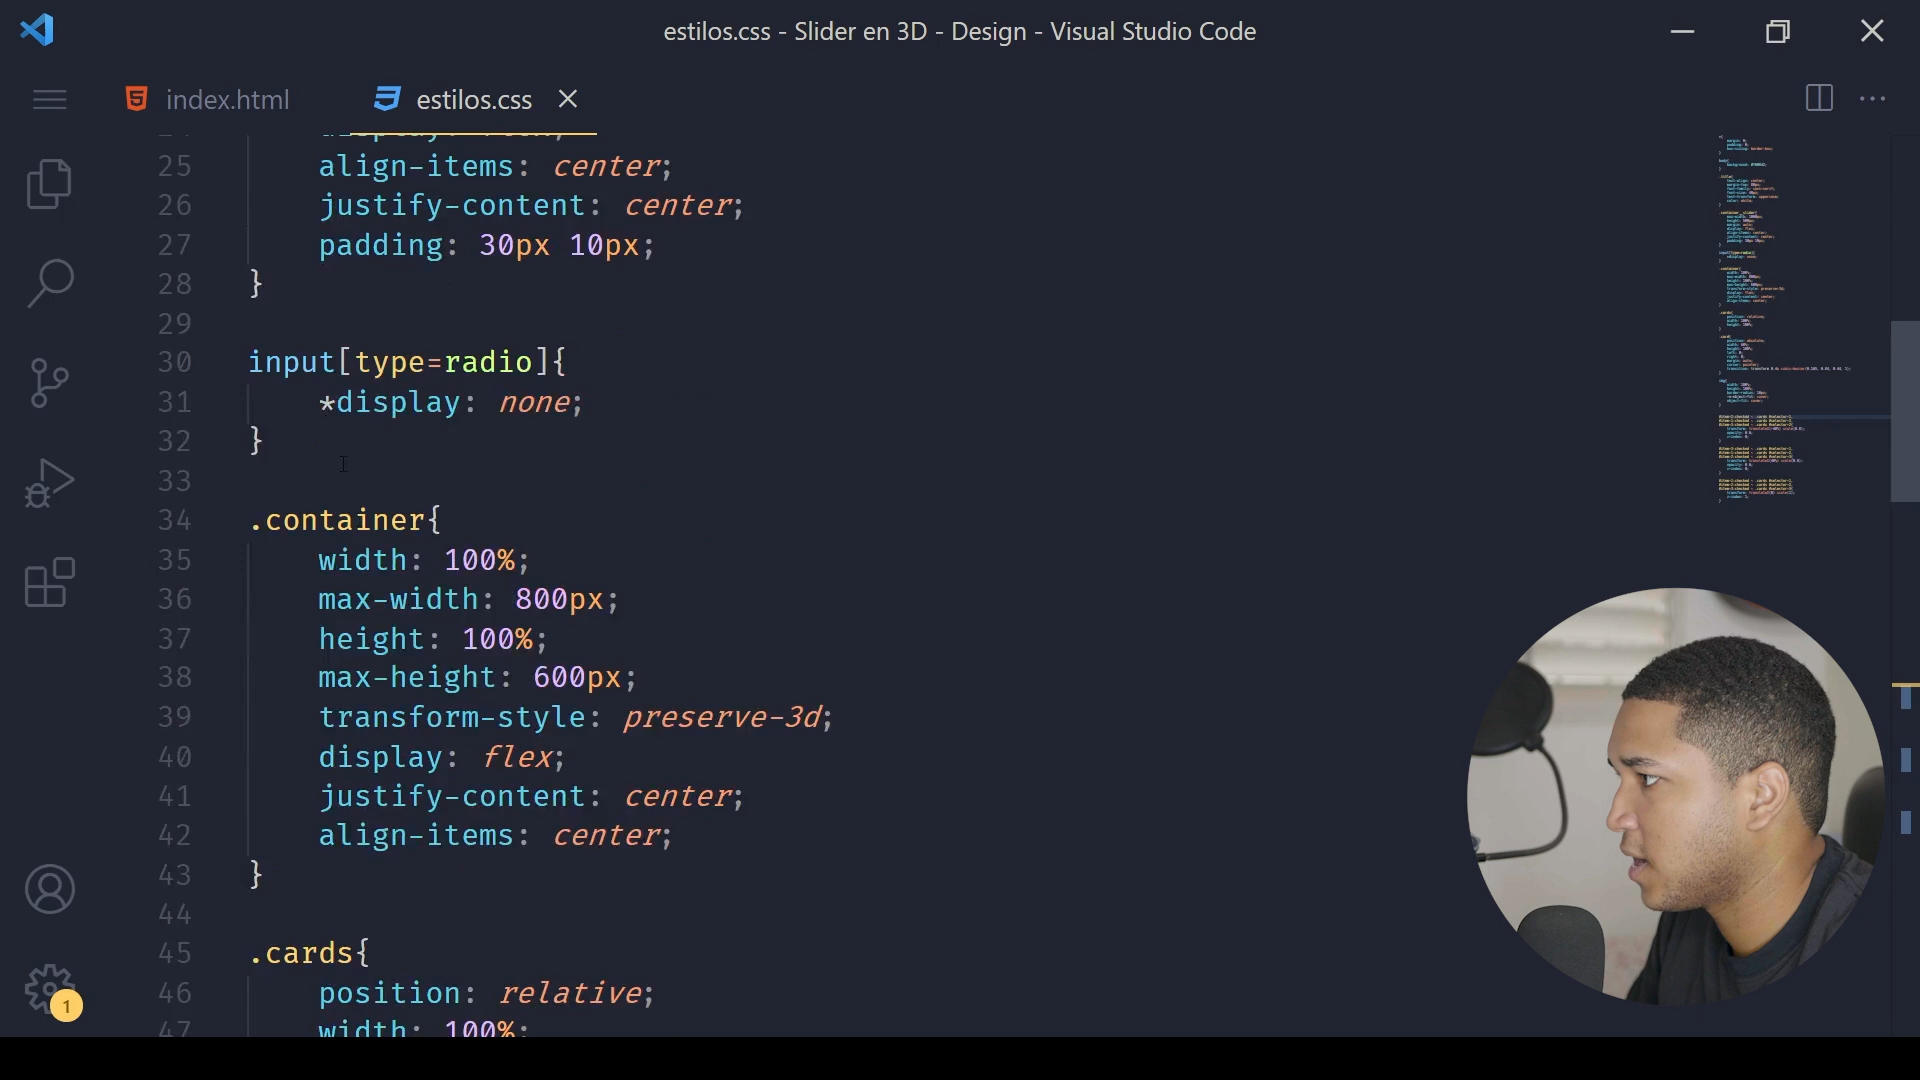 estilos.css - Slider en 3D - Design - Visual Studio Code
index.html
estilos.css
25 align-items: center;
26 justify-content: center;
27 padding: 30px 10px;
28 }
29
30 input[type=radio]{
31 *display: none;
32 }
33
34 .container{
35 width: 100%;
36 max-width: 800px;
37 height: 100%;
38 max-height: 600px;
39 transform-style: preserve-3d;
40 display: flex;
41 justify-content: center;
42 align-items: center;
43 }
44
45 .cards{
46 position: relative;
47 width: 100%;
1